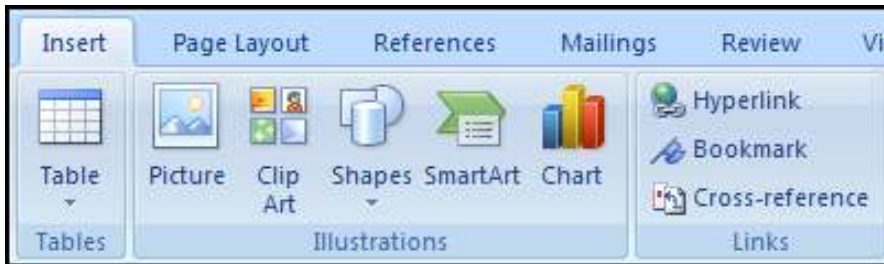 Insert Page Layout References Mailings Review Vi
Table
Picture
Clip
Art
Shapes
SmartArt
Chart
Hyperlink
Bookmark
Cross-reference
Tables
Illustrations
Links